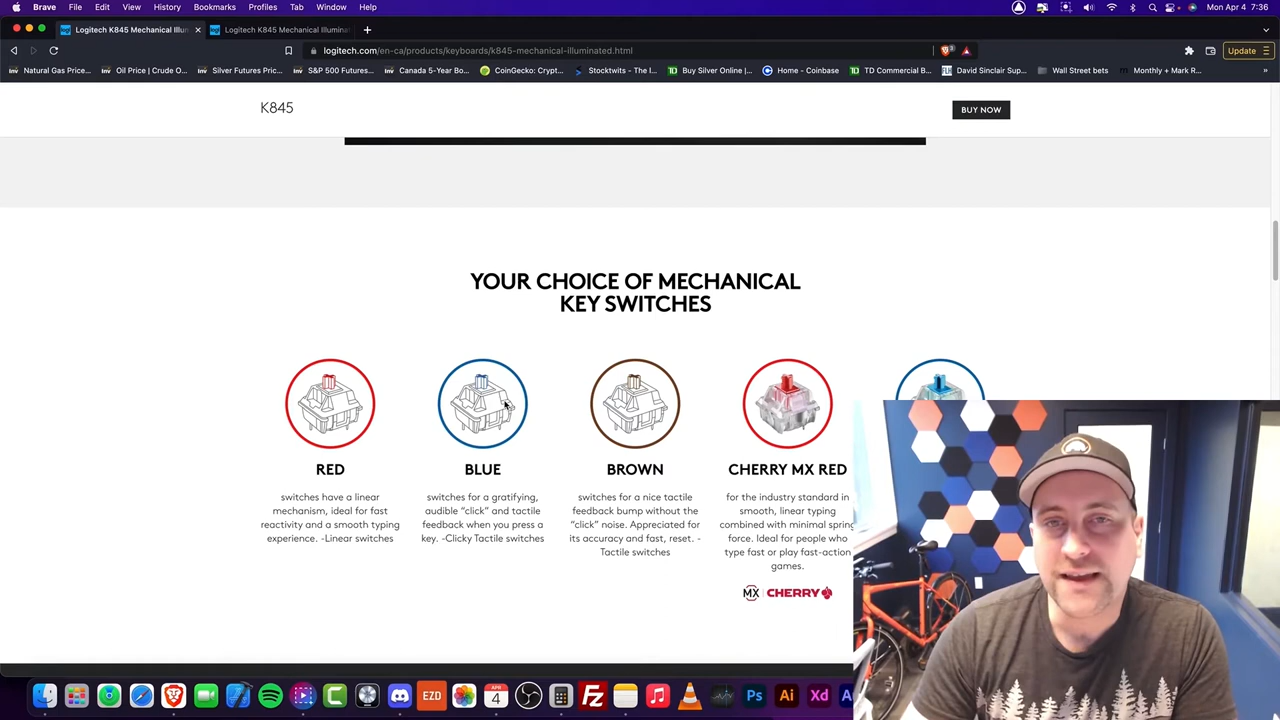 Brave File Edit View History Bookmarks Profiles Tab Window Help Mon Apr 4 7:36
Logitech K845 Mechanical Illum Logitech K845 Mechanical Illuminat
logitech.com/en-ca/products/keyboards/k845-mechanical-illuminated.html Update
Natural Gas Price... Oil Price | Crude O... Silver Futures Pric... S&P 500 Futures... Canada 5-Year Bo... CoinGecko: Crypt... Stocktwits - The l... Buy Silver Online |... Home - Coinbase TD Commercial B... David Sinclair Sup... Wall Street bets Monthly + Mark R...
K845
BUY NOW
YOUR CHOICE OF MECHANICAL
KEY SWITCHES
RED
switches have a linear
mechanism, ideal for fast
reactivity and a smooth typing
experience. -Linear switches
BLUE
switches for a gratifying,
audible “click” and tactile
feedback when you press a
key. -Clicky Tactile switches
BROWN
switches for a nice tactile
feedback bump without the
“click” noise. Appreciated for
its accuracy and fast, reset. -
Tactile switches
CHERRY MX RED
for the industry standard in
smooth, linear typing
combined with minimal spring
force. Ideal for people who
type fast or play fast-action
games.
MX CHERRY
APR
4
EZD
Fz
Ps
Ai
Xd